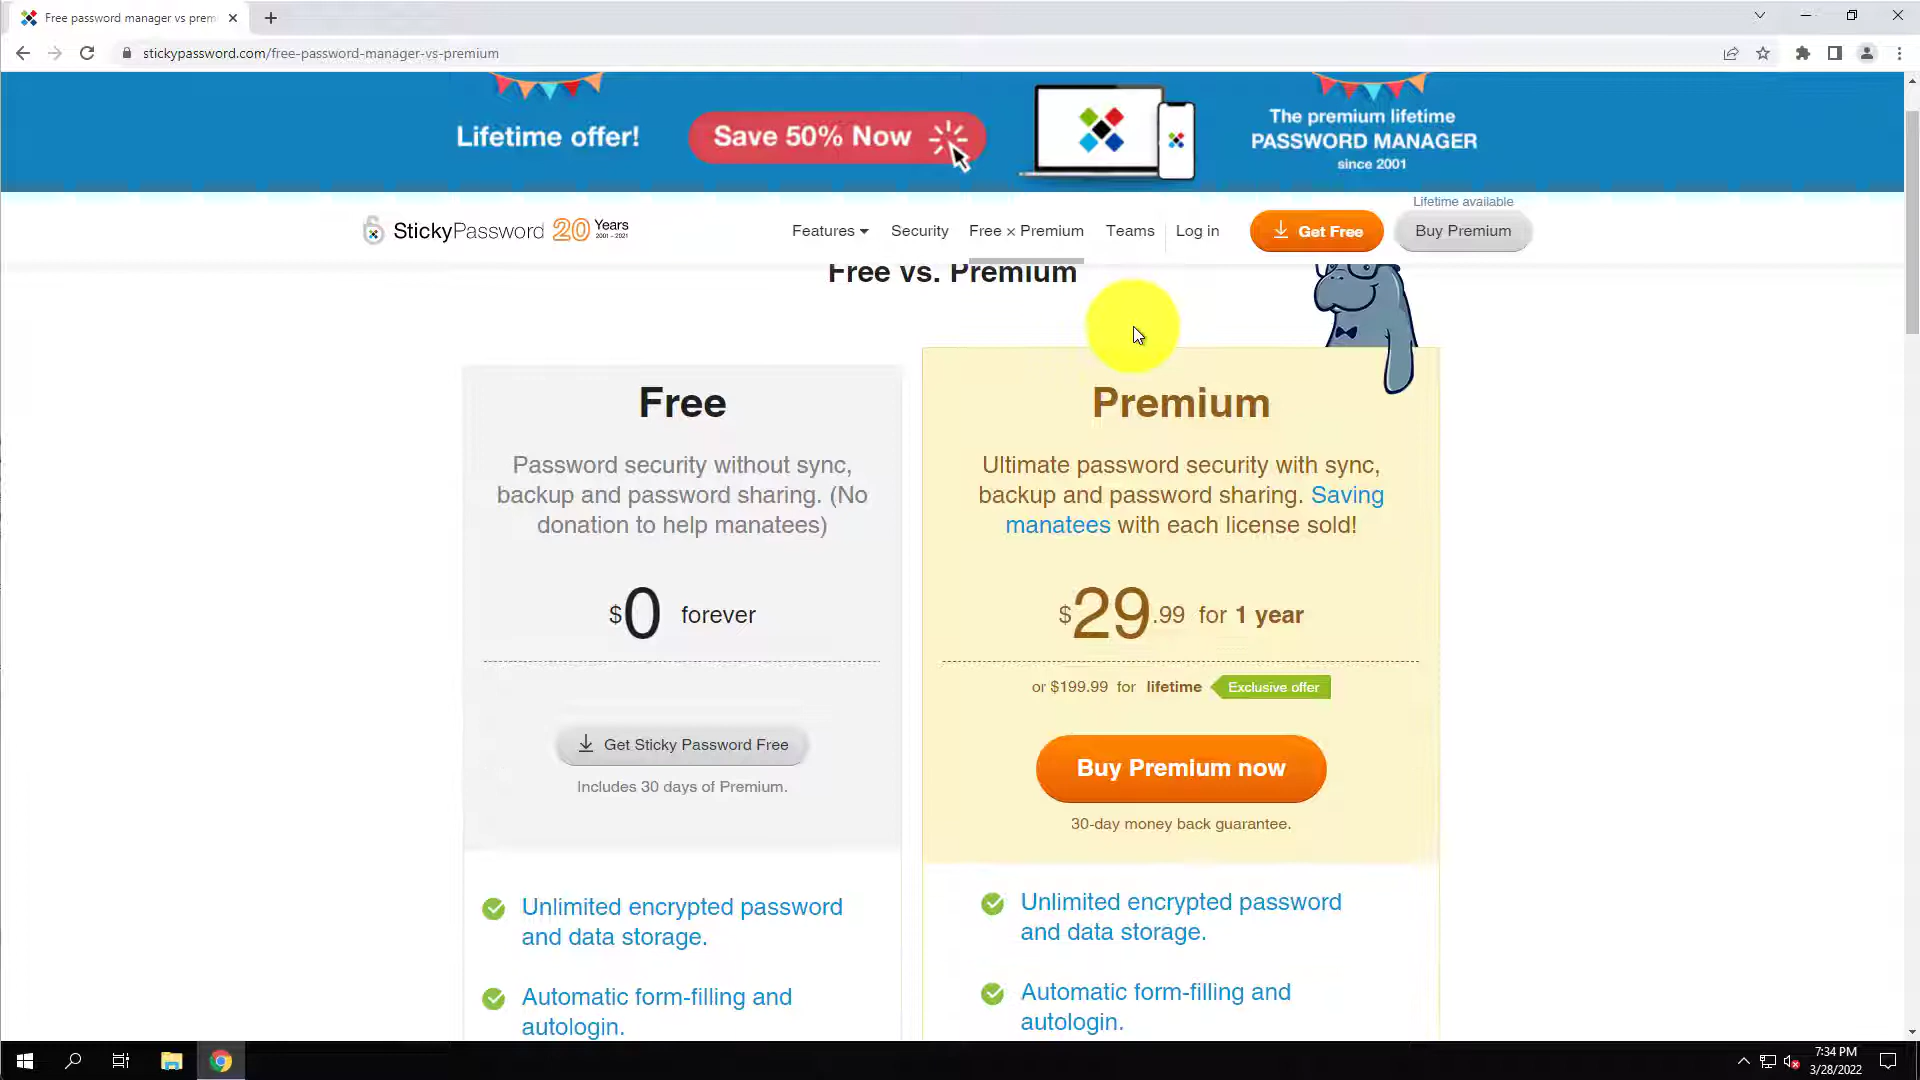 Free password manager vs prem
stickypassword.com/free-password-manager-vs-premium
Lifetime offer!
Save 50% Now
The premium lifetime
PASSWORD MANAGER
since 2001
StickyPassword 20 Years
2001 - 2021
Features
Security
Free × Premium
Teams
Log in
Get Free
Lifetime available
Buy Premium
Free vs. Premium
Free
Password security without sync,
backup and password sharing. (No
donation to help manatees)
$0 forever
Get Sticky Password Free
Includes 30 days of Premium.
Unlimited encrypted password
and data storage.
Automatic form-filling and
autologin.
Premium
Ultimate password security with sync,
backup and password sharing. Saving
manatees with each license sold!
$29.99 for 1 year
or $199.99 for lifetime Exclusive offer
Buy Premium now
30-day money back guarantee.
Unlimited encrypted password
and data storage.
Automatic form-filling and
autologin.
7:34 PM
3/28/2022